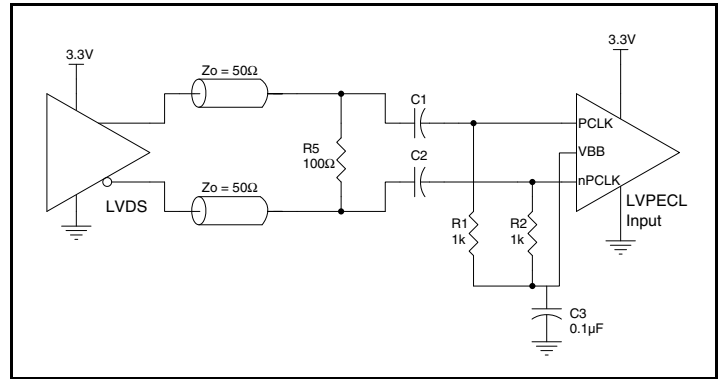 3.3V
3.3V
Zo = 50Ω
C1
PCLK
R5
100Ω
VBB
C2
nPCLK
Zo = 50Ω
LVDS
LVPECL
Input
R1
1k
R2
1k
C3
0.1µF